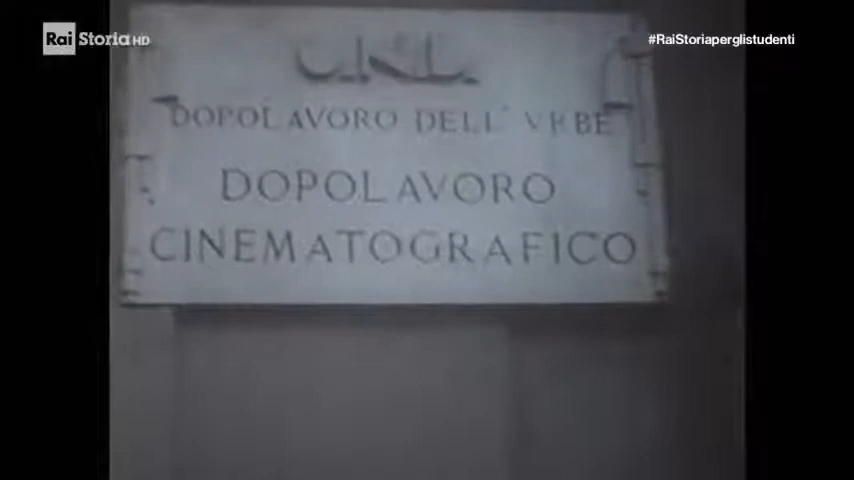 Rai Storia HD
#RaiStoriaperglistudenti
DOPOLAVORO DELL' VRBE
DOPOLAVORO
CINEMATOGRAFICO